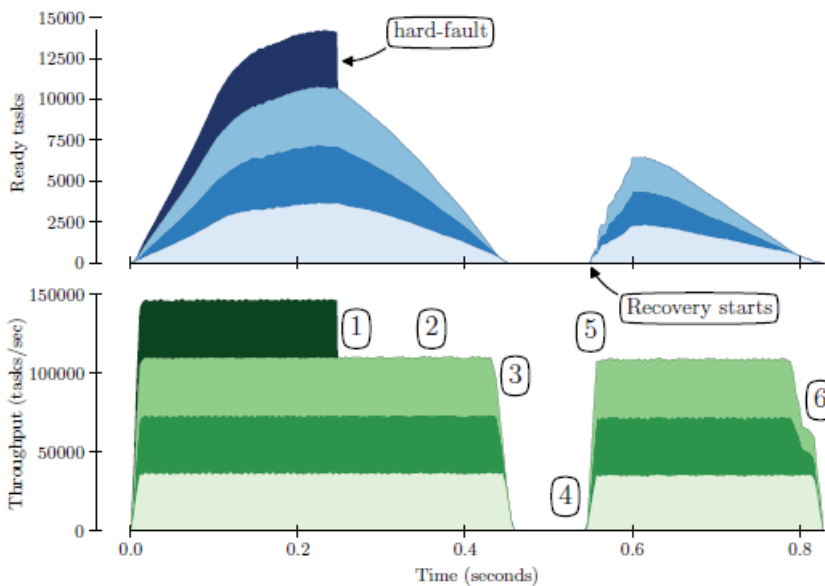 15000
12500
10000
7500
5000
2500
0
Ready tasks
hard-fault
Recovery starts
150000
100000
50000
0
Throughput (tasks/sec)
1
2
3
4
5
6
0.0 0.2 0.4 0.6 0.8
Time (seconds)